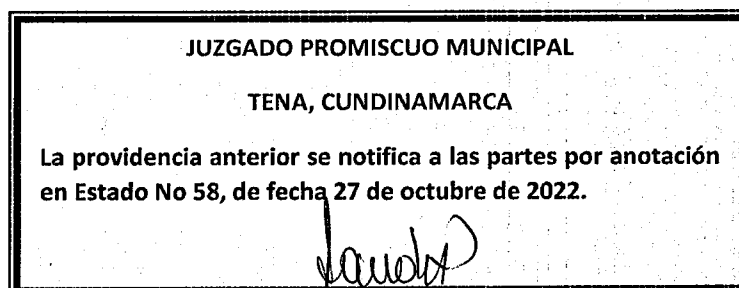 JUZGADO PROMISCUO MUNICIPAL
TENA, CUNDINAMARCA
La providencia anterior se notifica a las partes por anotación
en Estado No 58, de fecha 27 de octubre de 2022.